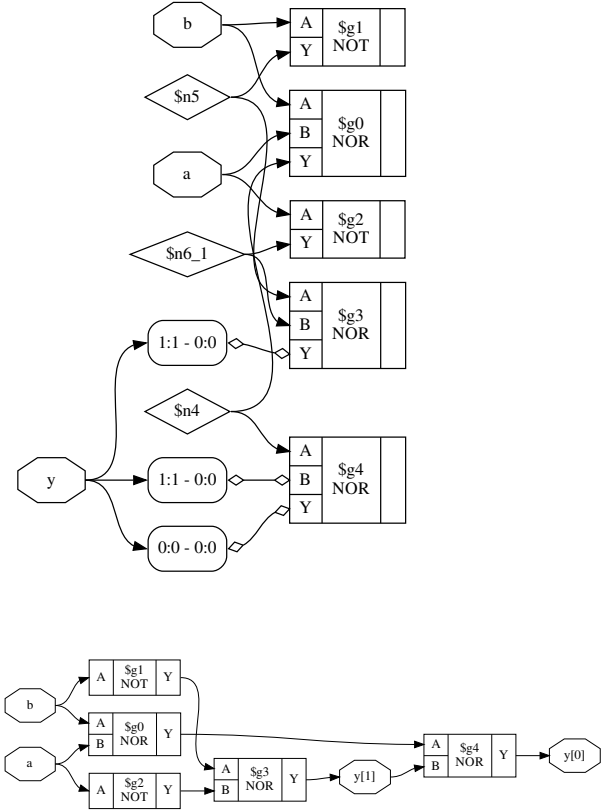 b
A
$g1
NOT
Y
$n5
A
B
$g0
NOR
Y
a
A
$g2
NOT
Y
$n6_1
A
B
$g3
NOR
Y
1:1 - 0:0
$n4
A
B
$g4
NOR
Y
y
1:1 - 0:0
0:0 - 0:0
b
a
A
$g1
NOT
Y
A
B
$g0
NOR
Y
A
$g2
NOT
Y
A
B
$g3
NOR
Y
y[1]
A
B
$g4
NOR
Y
y[0]